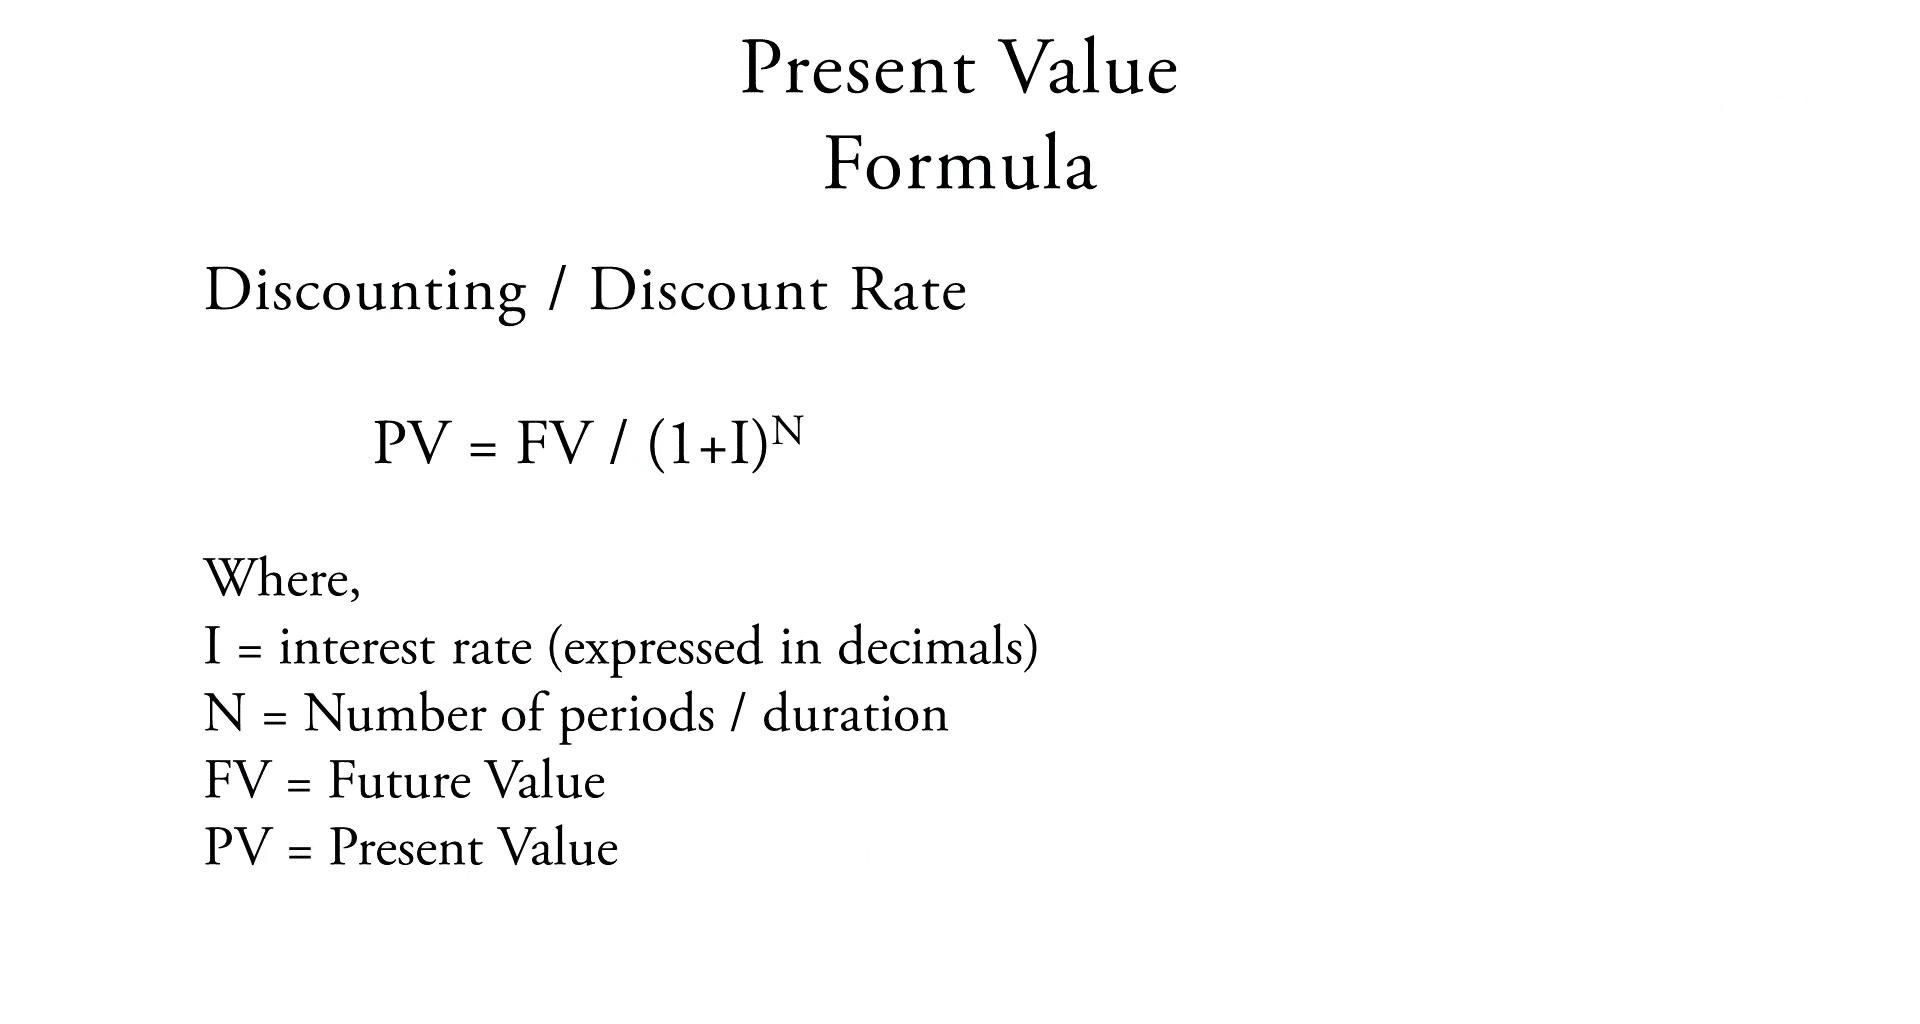 Present Value
Formula
Discounting / Discount Rate
PV = FV / (1+I)ᴺ
Where,
I = interest rate (expressed in decimals)
N = Number of periods / duration
FV = Future Value
PV = Present Value